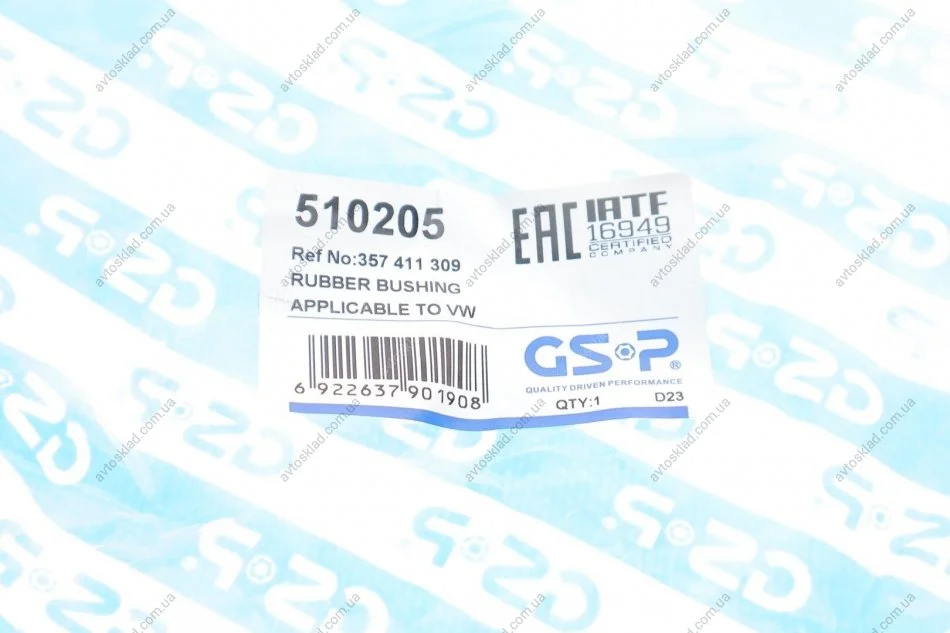 510205
Ref No:357 411 309
RUBBER BUSHING
APPLICABLE TO VW
6 922637 901908
EAC
IATF
16949
CERTIFIED
COMPANY
GSP®
QUALITY DRIVEN PERFORMANCE
QTY:1 D23
avtosklad.com.ua